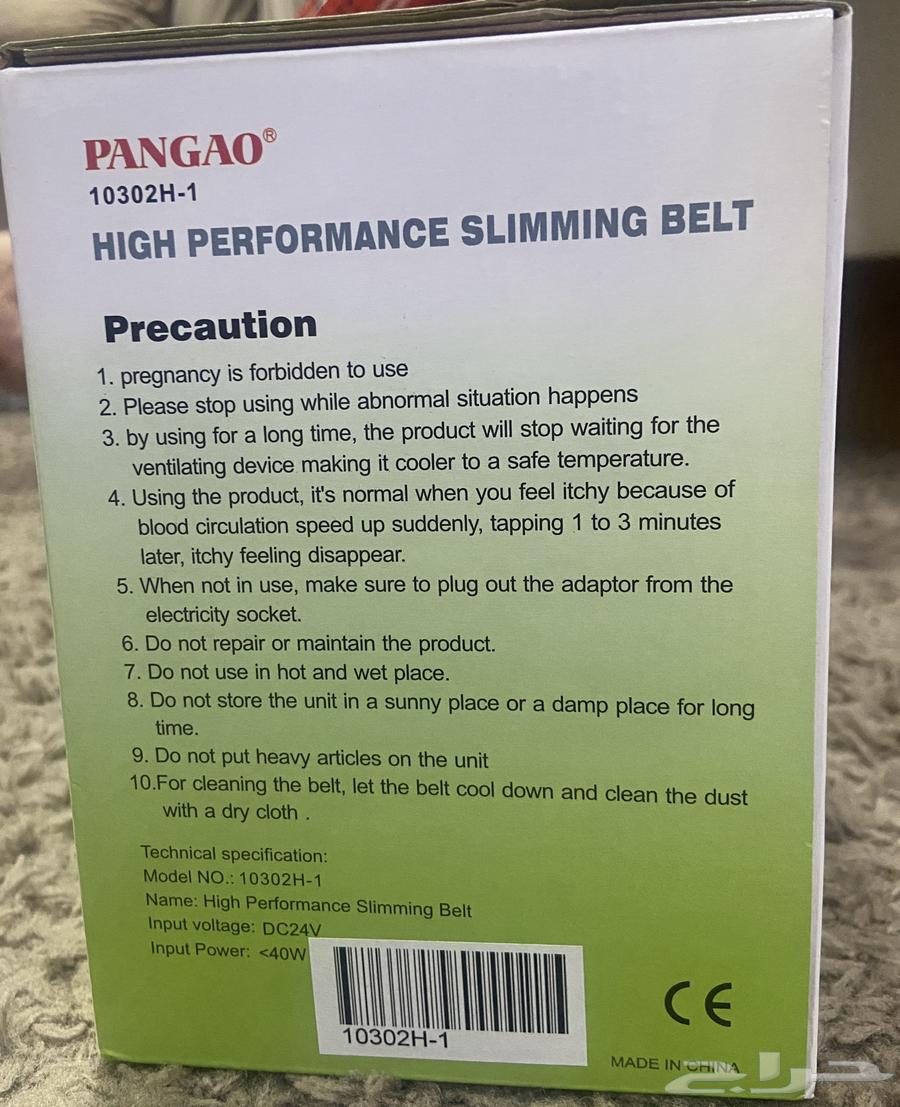 PANGAO®
10302H-1
HIGH PERFORMANCE SLIMMING BELT
Precaution
1. pregnancy is forbidden to use
2. Please stop using while abnormal situation happens
3. by using for a long time, the product will stop waiting for the
ventilating device making it cooler to a safe temperature.
4. Using the product, it's normal when you feel itchy because of
blood circulation speed up suddenly, tapping 1 to 3 minutes
later, itchy feeling disappear.
5. When not in use, make sure to plug out the adaptor from the
electricity socket.
6. Do not repair or maintain the product.
7. Do not use in hot and wet place.
8. Do not store the unit in a sunny place or a damp place for long
time.
9. Do not put heavy articles on the unit
10.For cleaning the belt, let the belt cool down and clean the dust
with a dry cloth .
Technical specification:
Model NO.: 10302H-1
Name: High Performance Slimming Belt
Input voltage: DC24V
Input Power: <40W
10302H-1
CE
MADE IN CHINA
حراج